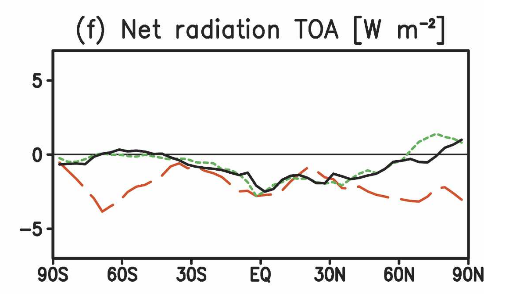 (f) Net radiation TOA [W m⁻²]
5
0
−5
90S 60S 30S EQ 30N 60N 90N